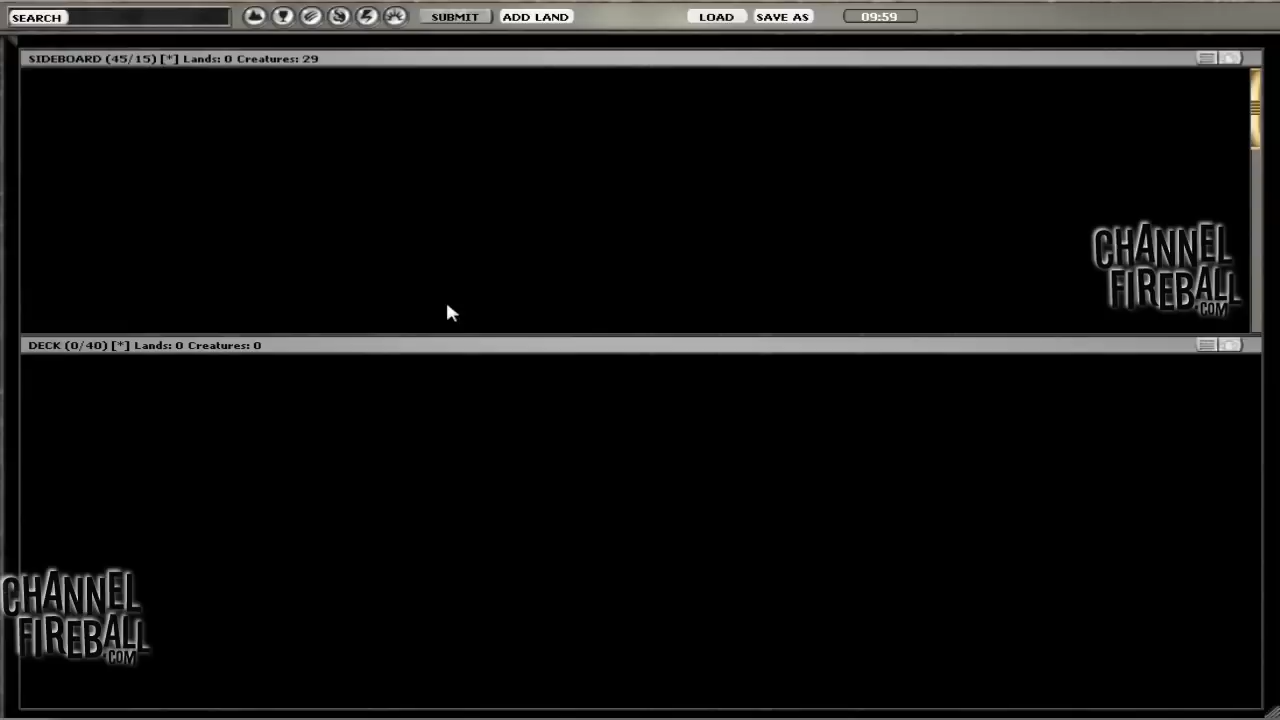 SEARCH
SUBMIT
ADD LAND
LOAD
SAVE AS
09:59
SIDEBOARD (45/15) [*] Lands: 0 Creatures: 29
CHANNEL
FIREBALL
.COM
DECK (0/40) [*] Lands: 0 Creatures: 0
CHANNEL
FIREBALL
.COM